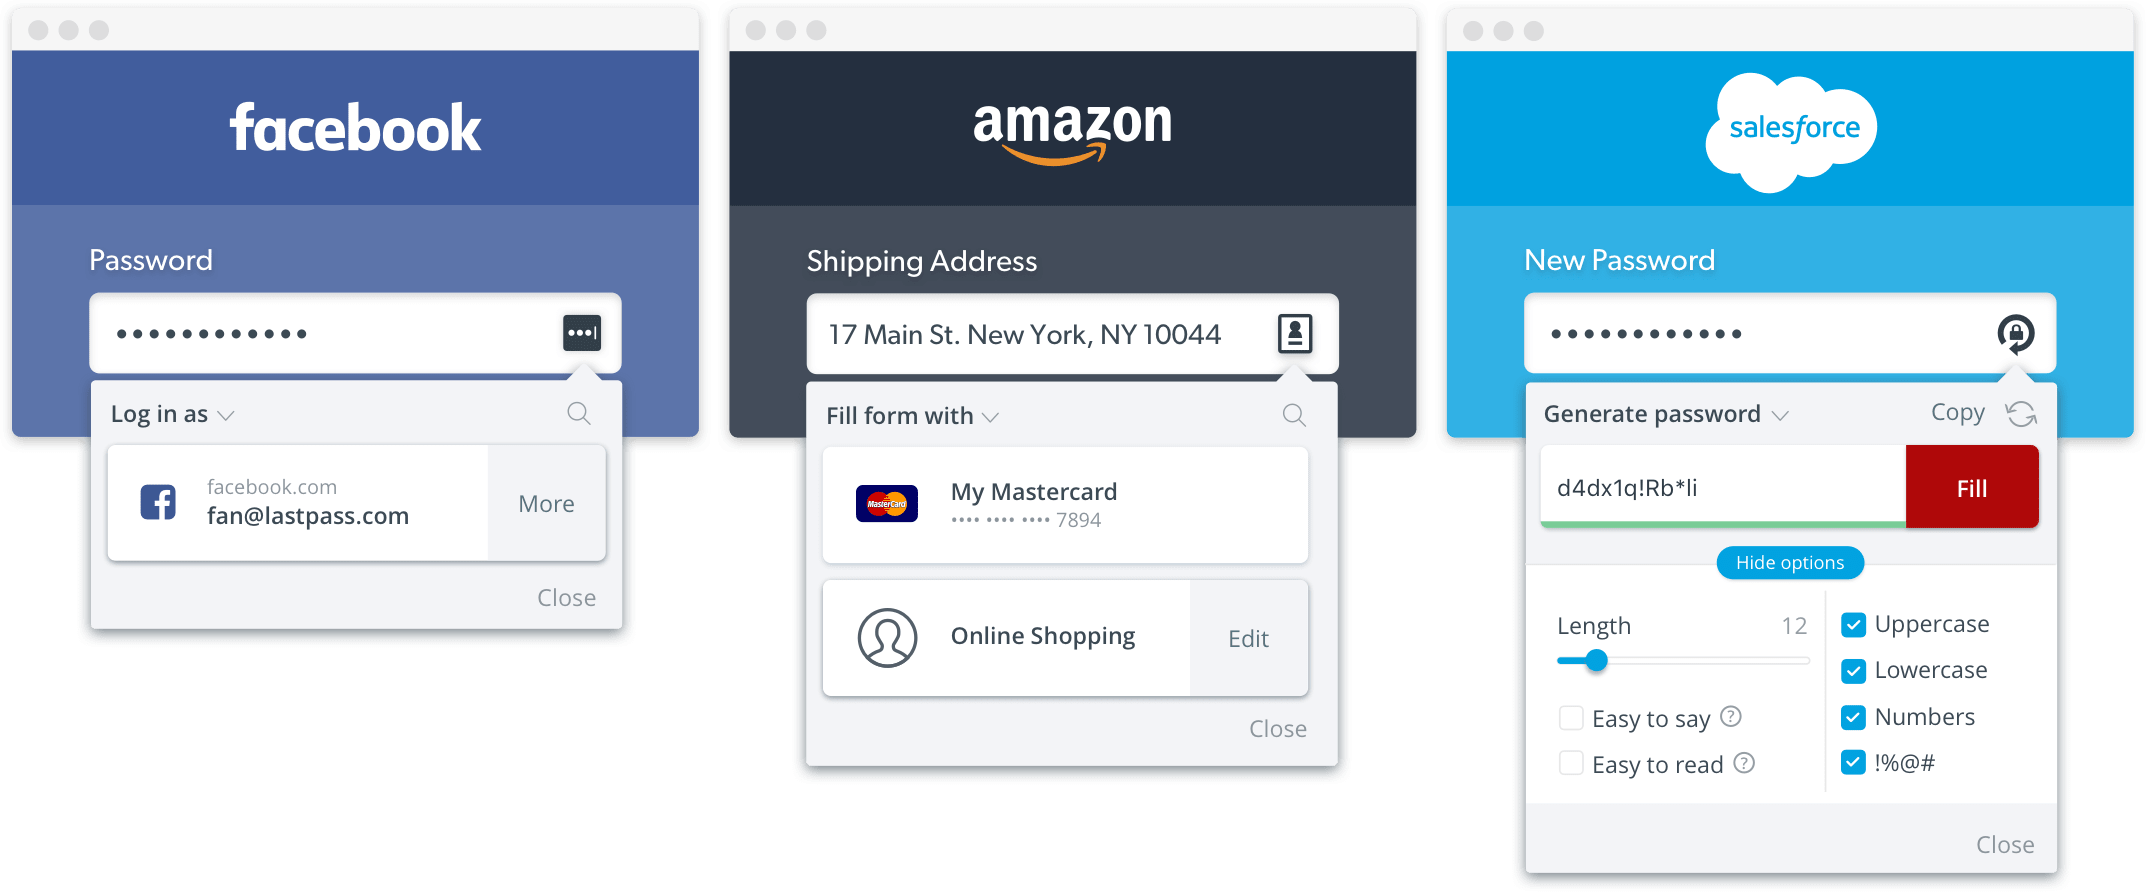 facebook
Password
••••••••••••
Log in as
facebook.com
fan@lastpass.com
More
Close
amazon
Shipping Address
17 Main St. New York, NY 10044
Fill form with
MasterCard
My Mastercard
•••• •••• •••• 7894
Online Shopping
Edit
Close
salesforce
New Password
••••••••••••
Generate password
Copy
d4dx1q!Rb*li
Fill
Hide options
Length 12
Easy to say ?
Easy to read ?
Uppercase
Lowercase
Numbers
!%@#
Close